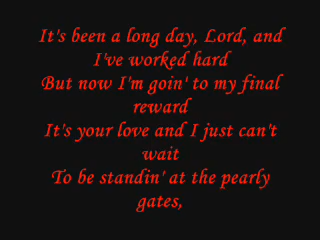 It's been a long day, Lord, and
I've worked hard
But now I'm goin' to my final
reward
It's your love and I just can't
wait
To be standin' at the pearly
gates,